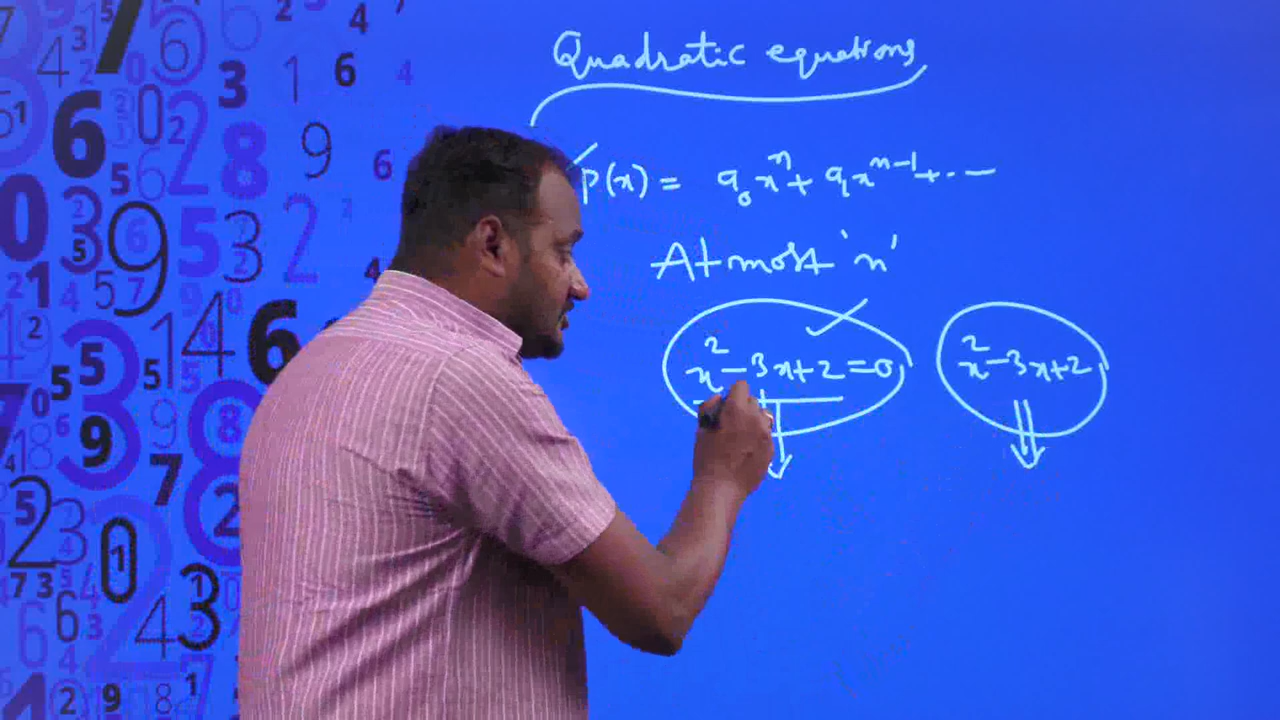 Quadratic equations
P(x) = a₀xⁿ + a₁xⁿ⁻¹ + ...
Atmost 'n'
x² - 3x + 2 = 0 x² - 3x + 2